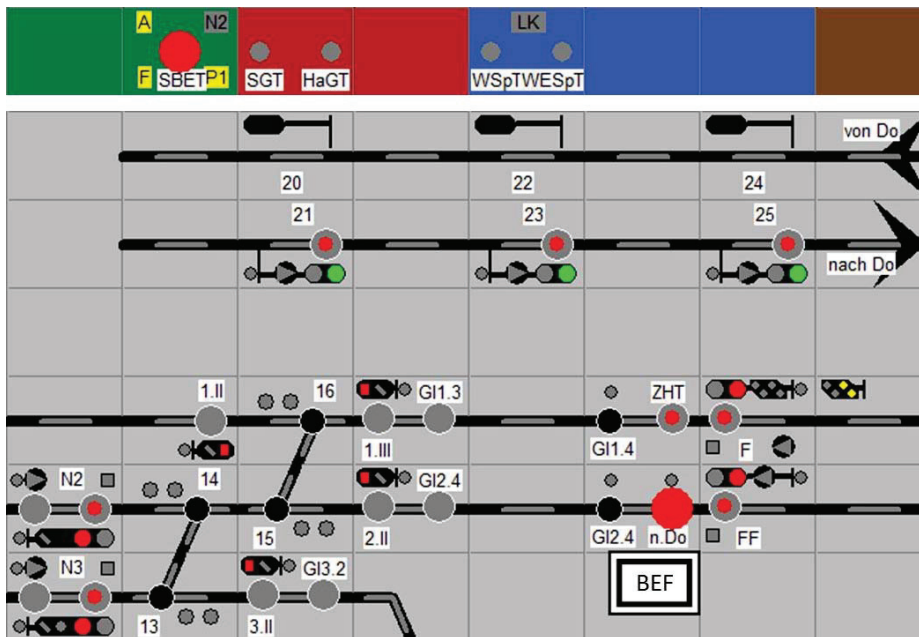 A N2
F SBET P1
SGT HaGT
LK
WSpT WESpT
von Do
20 22 24
21 23 25
nach Do
1.II 16 Gl1.3 ZHT
1.III Gl1.4 F
N2 14 Gl2.4
15 2.II Gl2.4 n.Do FF
N3 Gl3.2 BEF
13 3.II